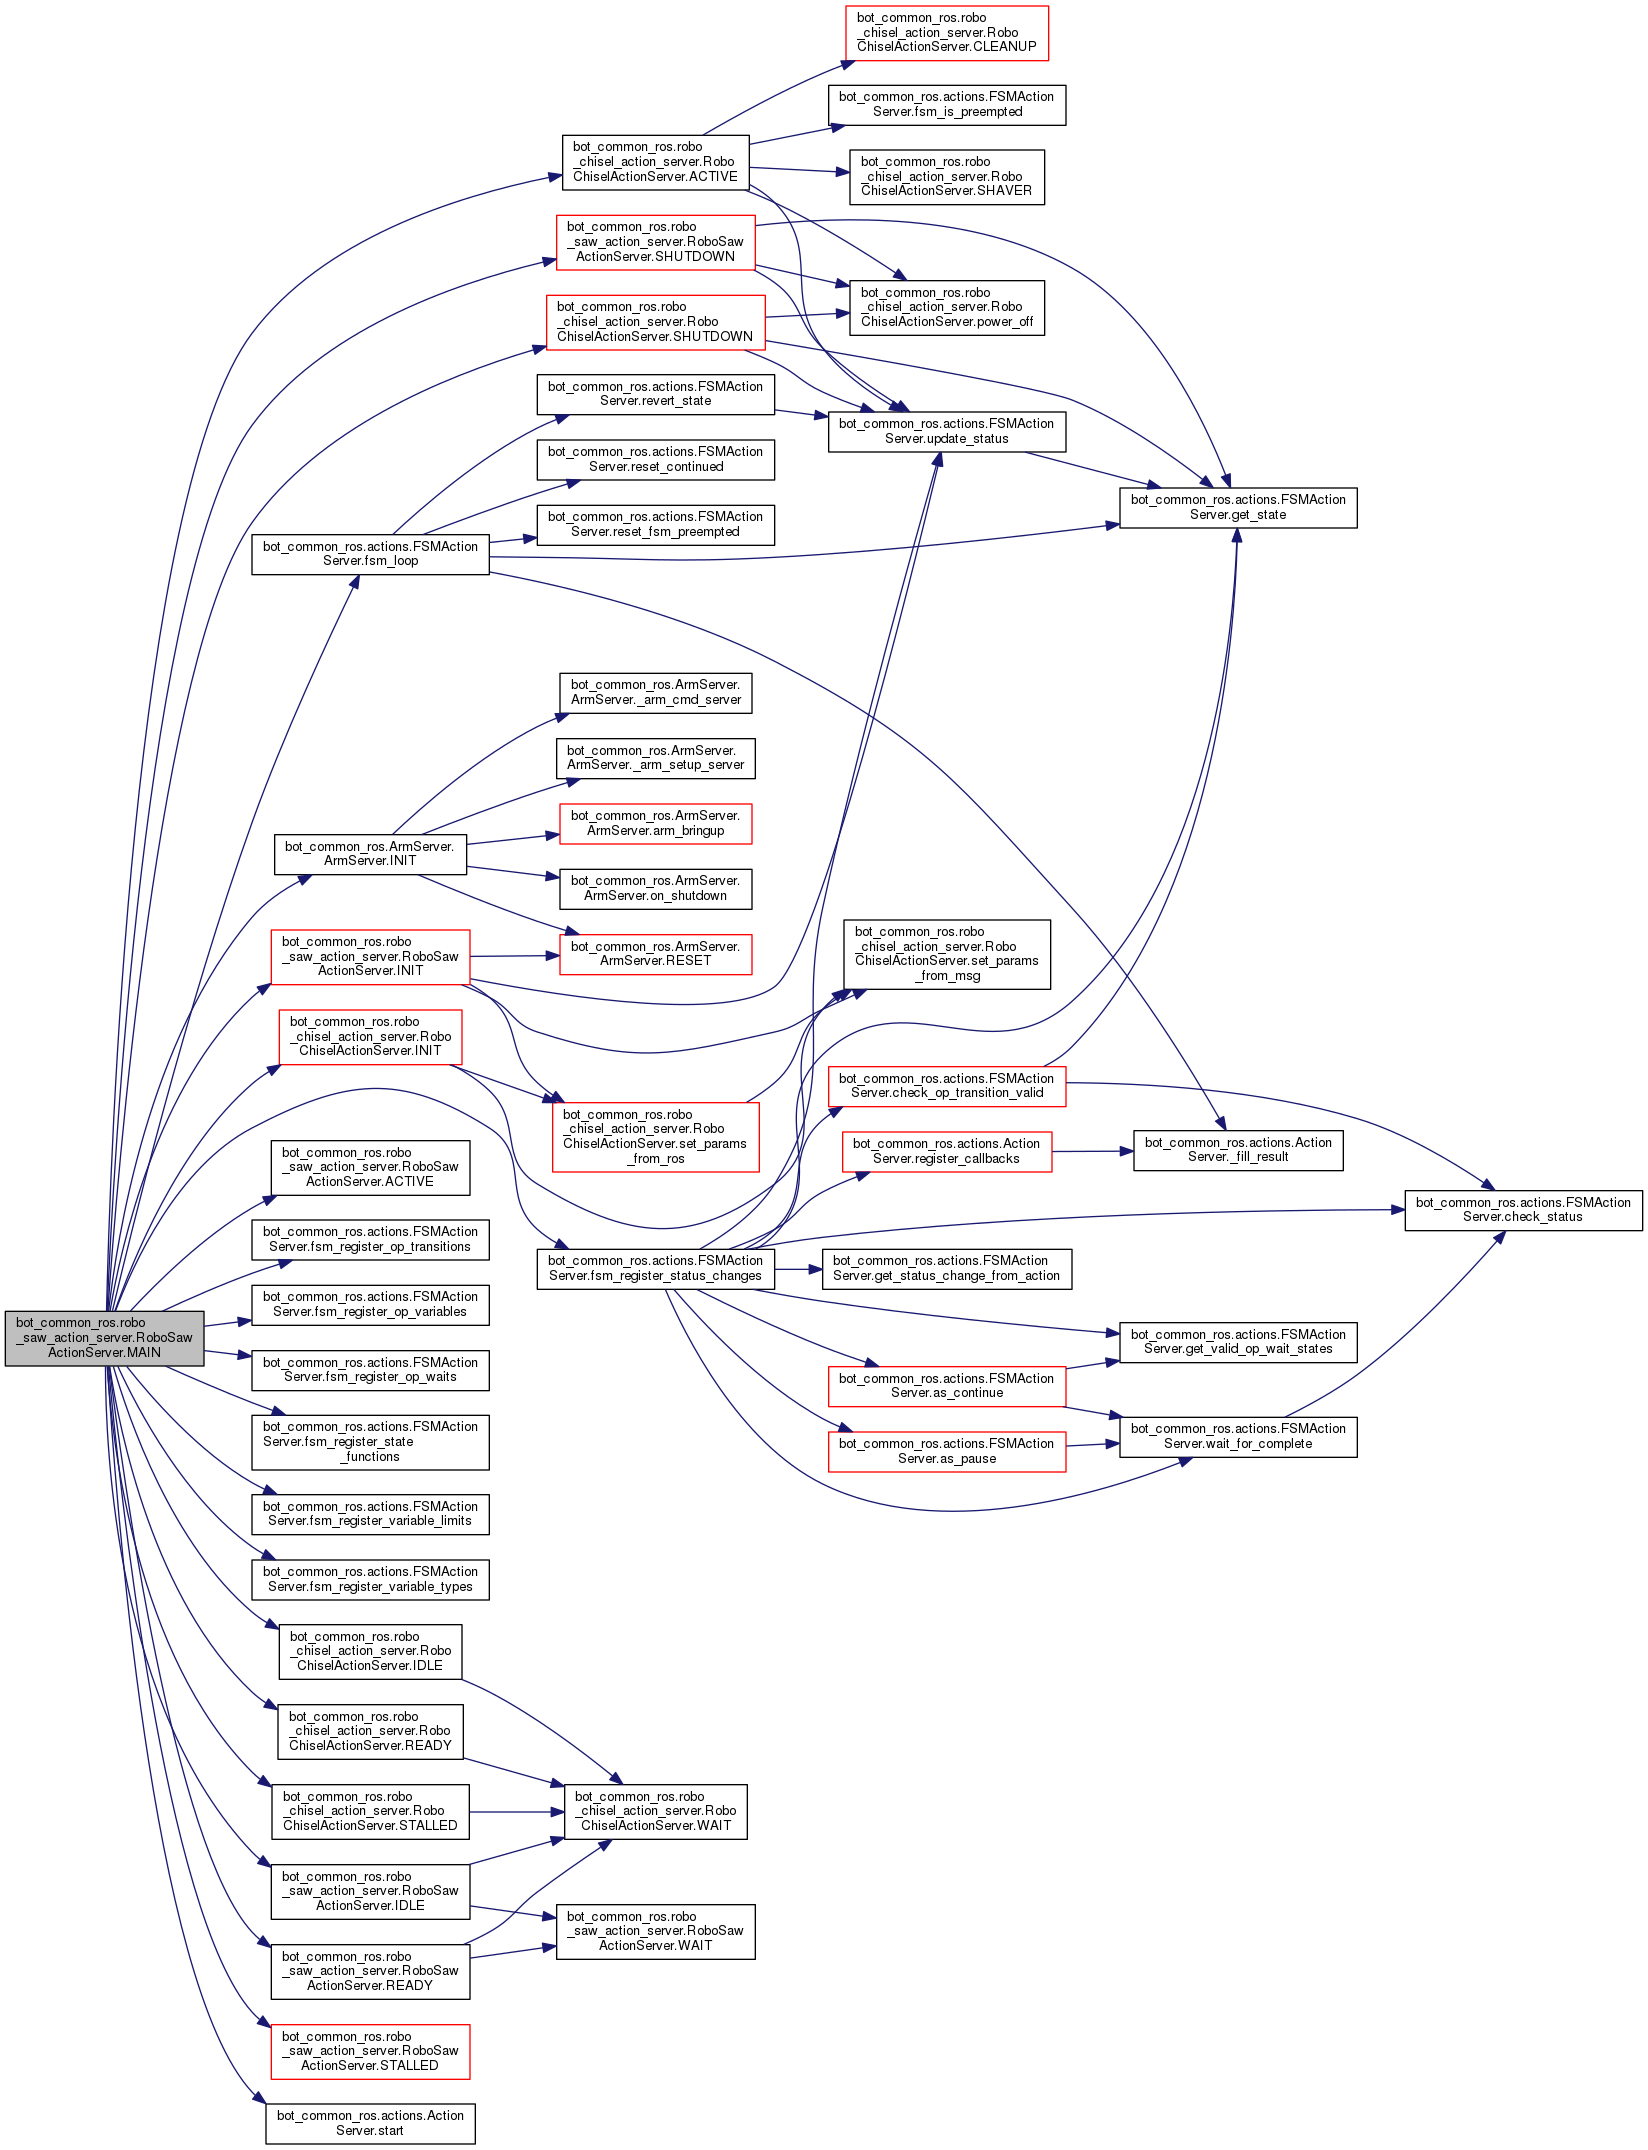 bot_common_ros.robo
_chisel_action_server.Robo
ChiselActionServer.CLEANUP
bot_common_ros.actions.FSMAction
Server.fsm_is_preempted
bot_common_ros.robo
_chisel_action_server.Robo
ChiselActionServer.ACTIVE
bot_common_ros.robo
_chisel_action_server.Robo
ChiselActionServer.SHAVER
bot_common_ros.robo
_saw_action_server.RoboSaw
ActionServer.SHUTDOWN
bot_common_ros.robo
_chisel_action_server.Robo
ChiselActionServer.power_off
bot_common_ros.robo
_chisel_action_server.Robo
ChiselActionServer.SHUTDOWN
bot_common_ros.actions.FSMAction
Server.revert_state
bot_common_ros.actions.FSMAction
Server.update_status
bot_common_ros.actions.FSMAction
Server.reset_continued
bot_common_ros.actions.FSMAction
Server.get_state
bot_common_ros.actions.FSMAction
Server.reset_fsm_preempted
bot_common_ros.actions.FSMAction
Server.fsm_loop
bot_common_ros.ArmServer.
ArmServer._arm_cmd_server
bot_common_ros.ArmServer.
ArmServer._arm_setup_server
bot_common_ros.ArmServer.
ArmServer.arm_bringup
bot_common_ros.ArmServer.
ArmServer.INIT
bot_common_ros.ArmServer.
ArmServer.on_shutdown
bot_common_ros.robo
_saw_action_server.RoboSaw
ActionServer.INIT
bot_common_ros.ArmServer.
ArmServer.RESET
bot_common_ros.robo
_chisel_action_server.Robo
ChiselActionServer.set_params
_from_msg
bot_common_ros.robo
_chisel_action_server.Robo
ChiselActionServer.INIT
bot_common_ros.actions.FSMAction
Server.check_op_transition_valid
bot_common_ros.robo
_chisel_action_server.Robo
ChiselActionServer.set_params
_from_ros
bot_common_ros.actions.Action
Server.register_callbacks
bot_common_ros.actions.Action
Server._fill_result
bot_common_ros.robo
_saw_action_server.RoboSaw
ActionServer.ACTIVE
bot_common_ros.actions.FSMAction
Server.check_status
bot_common_ros.actions.FSMAction
Server.fsm_register_op_transitions
bot_common_ros.actions.FSMAction
Server.fsm_register_status_changes
bot_common_ros.actions.FSMAction
Server.get_status_change_from_action
bot_common_ros.actions.FSMAction
Server.fsm_register_op_variables
bot_common_ros.robo
_saw_action_server.RoboSaw
ActionServer.MAIN
bot_common_ros.actions.FSMAction
Server.get_valid_op_wait_states
bot_common_ros.actions.FSMAction
Server.fsm_register_op_waits
bot_common_ros.actions.FSMAction
Server.as_continue
bot_common_ros.actions.FSMAction
Server.fsm_register_state
_functions
bot_common_ros.actions.FSMAction
Server.wait_for_complete
bot_common_ros.actions.FSMAction
Server.as_pause
bot_common_ros.actions.FSMAction
Server.fsm_register_variable_limits
bot_common_ros.actions.FSMAction
Server.fsm_register_variable_types
bot_common_ros.robo
_chisel_action_server.Robo
ChiselActionServer.IDLE
bot_common_ros.robo
_chisel_action_server.Robo
ChiselActionServer.READY
bot_common_ros.robo
_chisel_action_server.Robo
ChiselActionServer.STALLED
bot_common_ros.robo
_chisel_action_server.Robo
ChiselActionServer.WAIT
bot_common_ros.robo
_saw_action_server.RoboSaw
ActionServer.IDLE
bot_common_ros.robo
_saw_action_server.RoboSaw
ActionServer.WAIT
bot_common_ros.robo
_saw_action_server.RoboSaw
ActionServer.READY
bot_common_ros.robo
_saw_action_server.RoboSaw
ActionServer.STALLED
bot_common_ros.actions.Action
Server.start